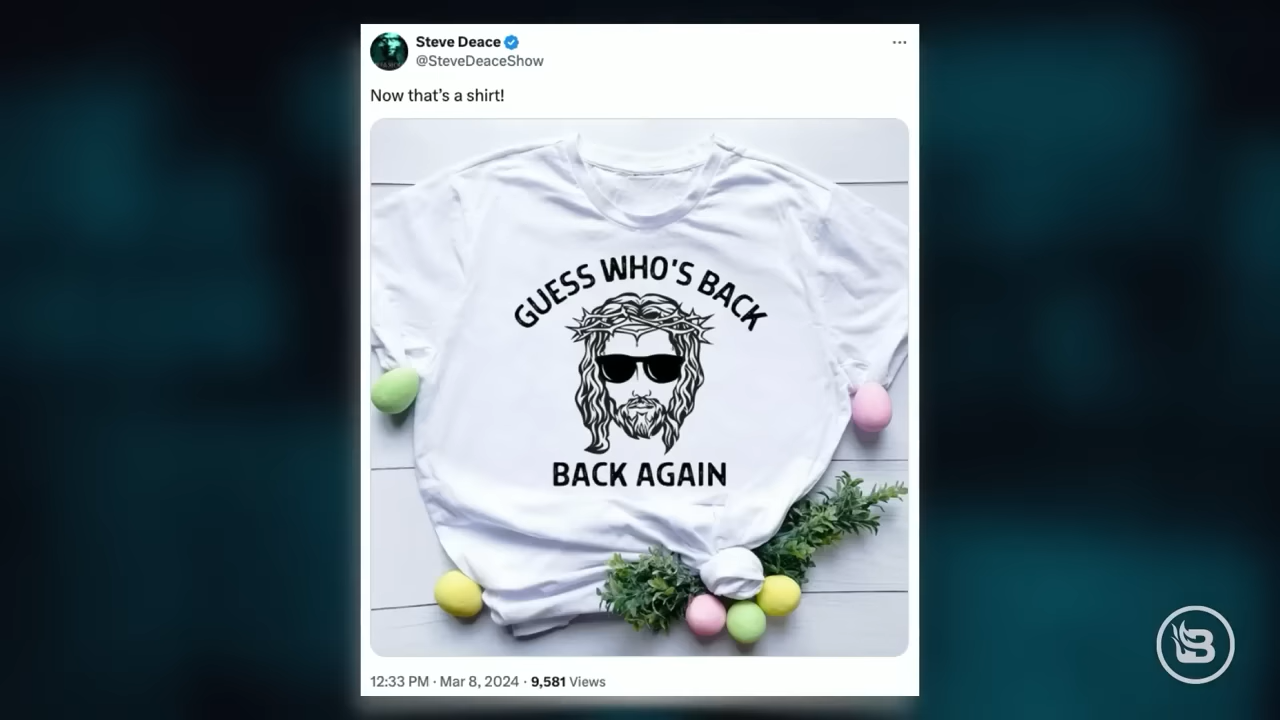 Steve Deace
@SteveDeaceShow
Now that’s a shirt!
GUESS WHO'S BACK
BACK AGAIN
12:33 PM · Mar 8, 2024 · 9,581 Views
B